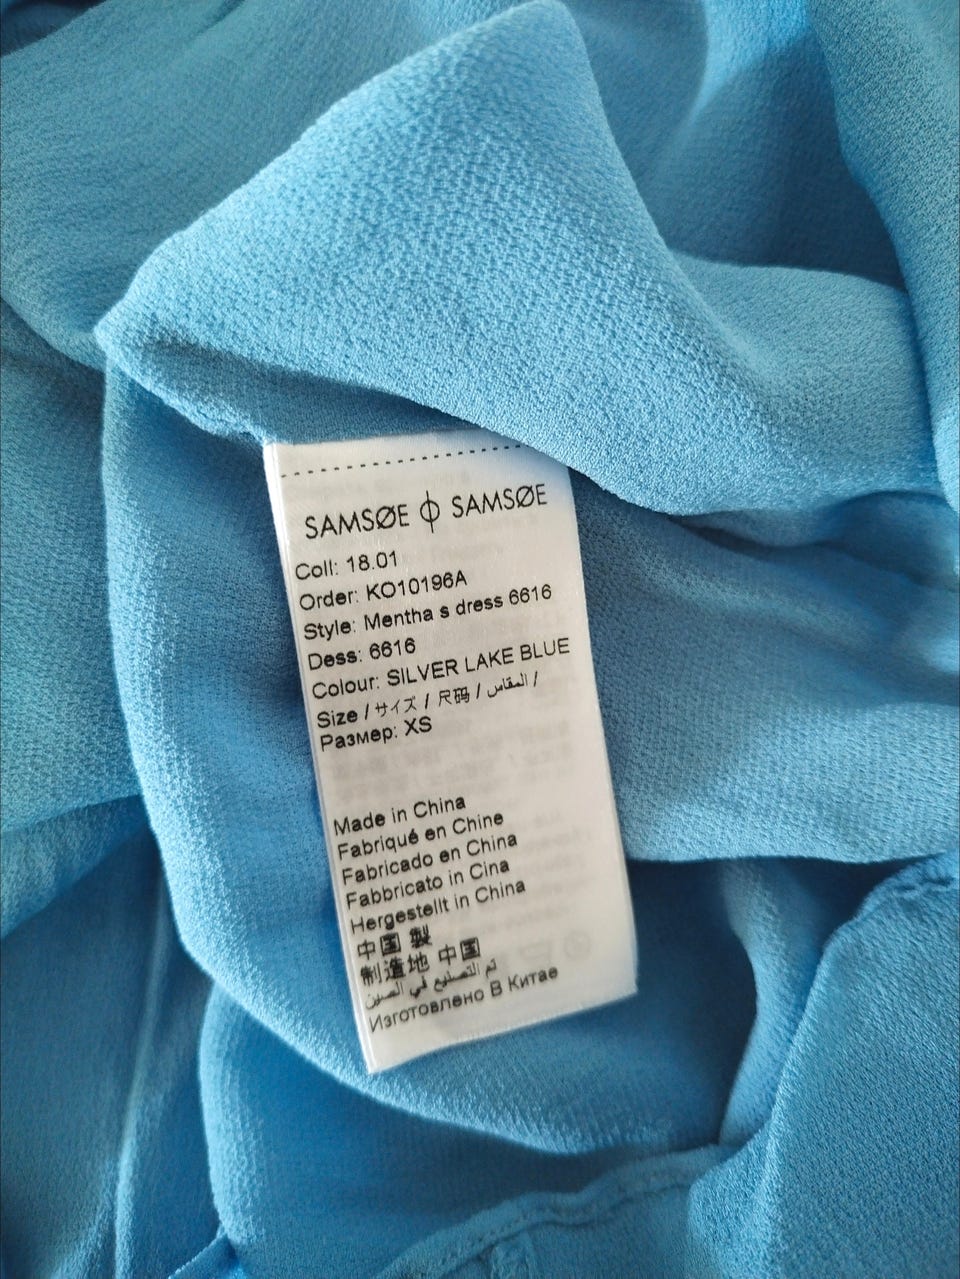 SAMSØE ϕ SAMSØE
Coll: 18.01
Order: KO10196A
Style: Mentha s dress 6616
Dess: 6616
Colour: SILVER LAKE BLUE
Size / サイズ / 尺码 / المقاس /
Размер: XS
Made in China
Fabriqué en Chine
Fabricado en China
Fabbricato in Cina
Hergestellt in China
中国 製
制造地 中国
تم التصنيع في الصين
Изготовлено В Китае